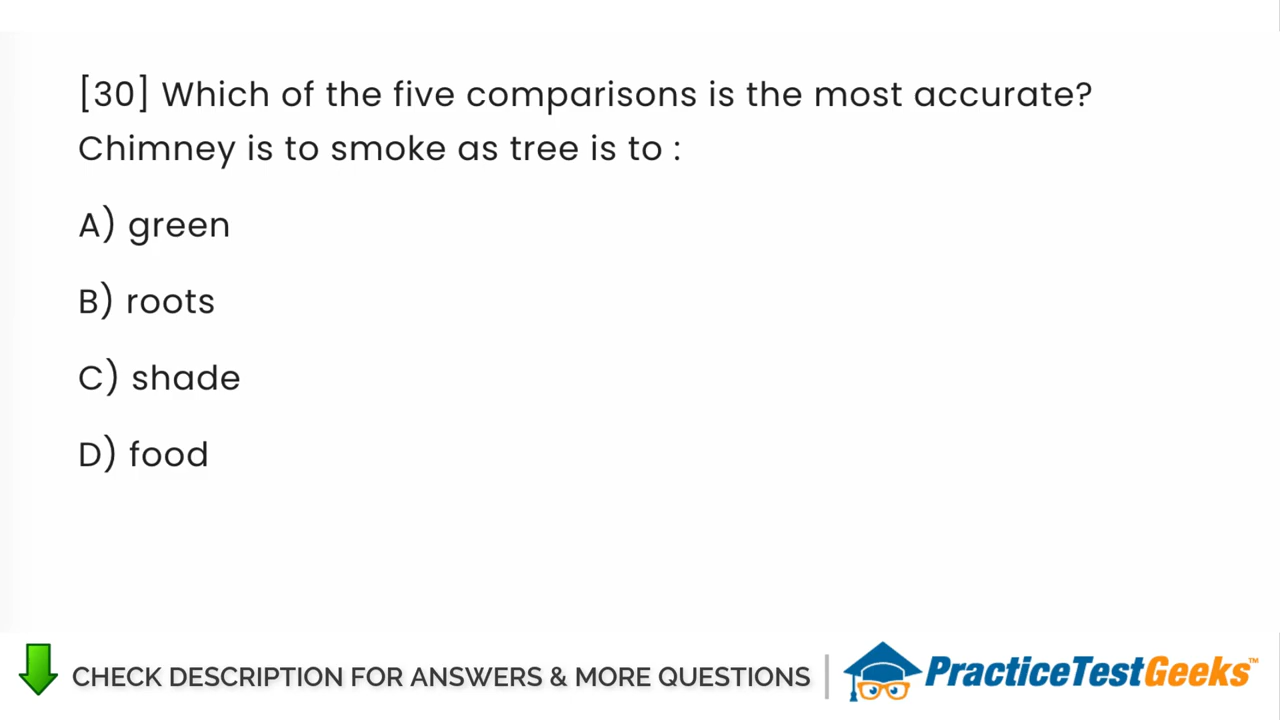 [30] Which of the five comparisons is the most accurate?
Chimney is to smoke as tree is to :
A) green
B) roots
C) shade
D) food
CHECK DESCRIPTION FOR ANSWERS & MORE QUESTIONS
PracticeTestGeeks™